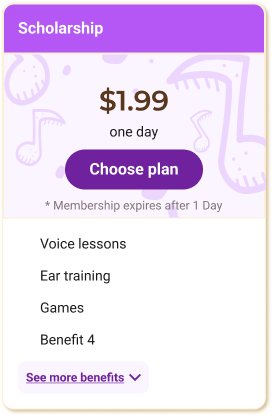 Scholarship
$1.99
one day
Choose plan
* Membership expires after 1 Day
Voice lessons
Ear training
Games
Benefit 4
See more benefits